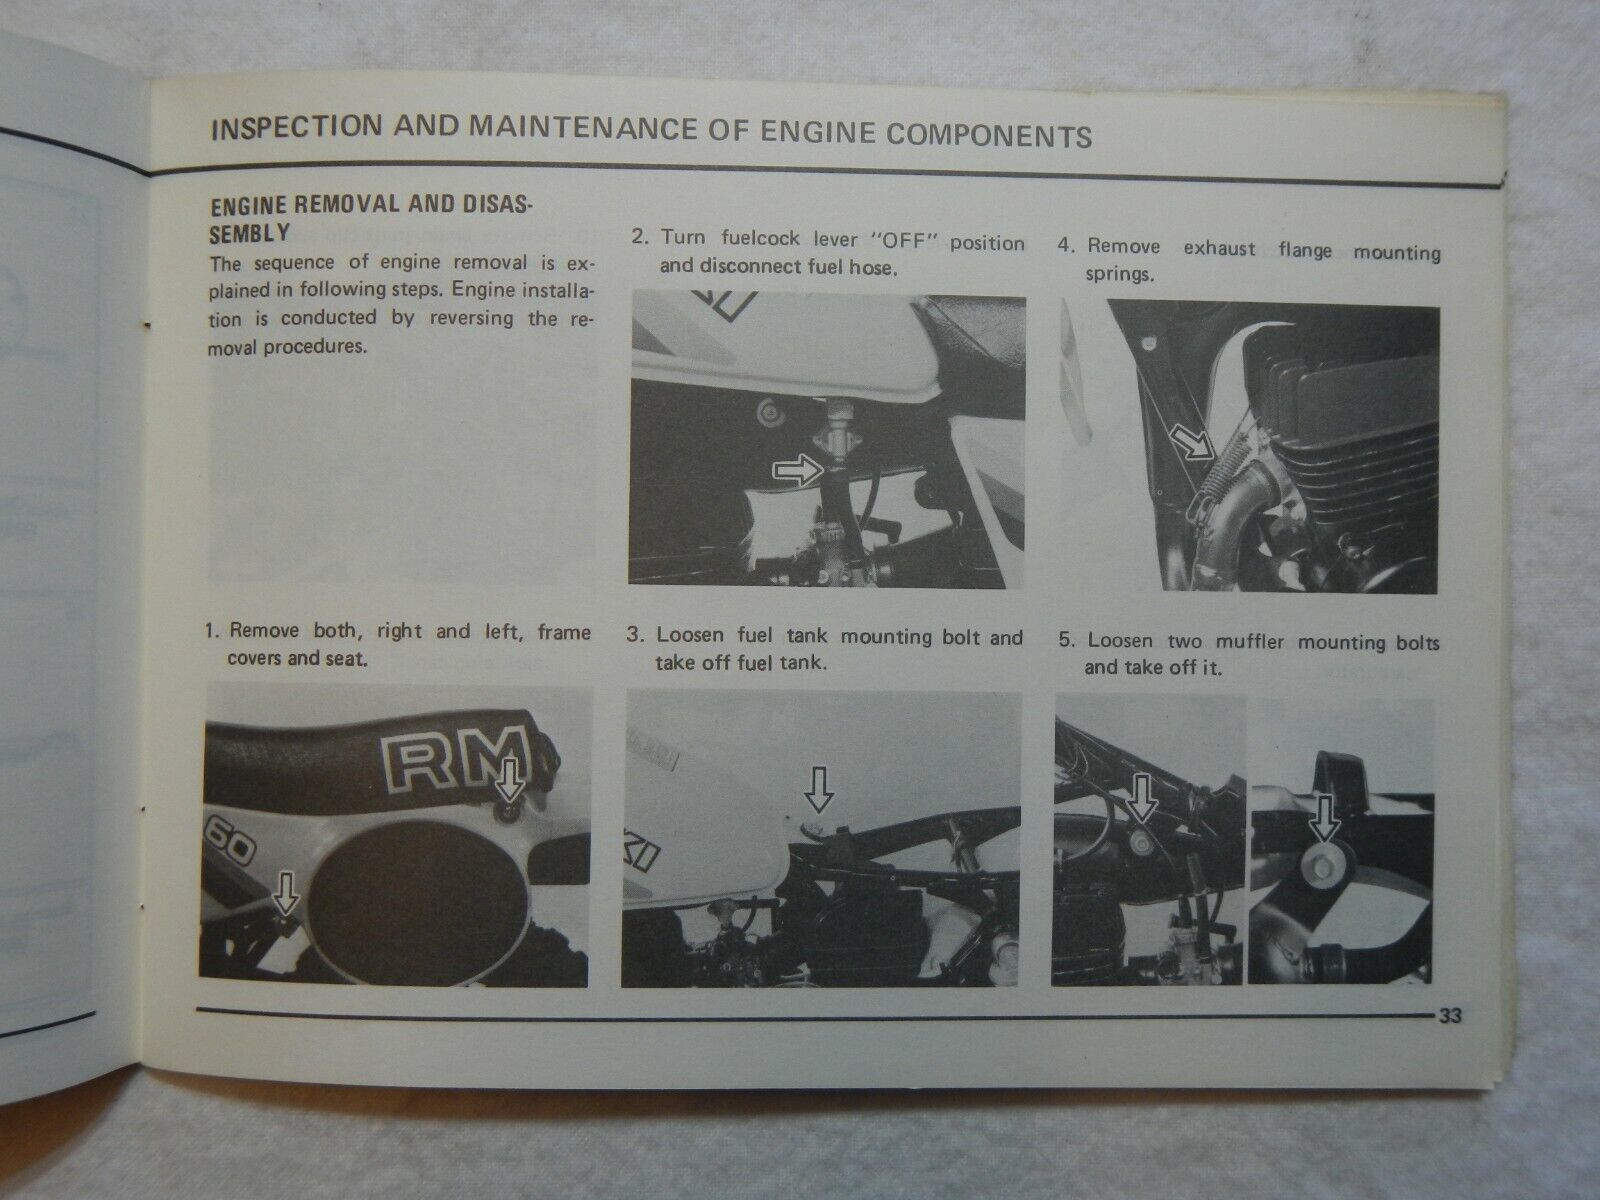 INSPECTION AND MAINTENANCE OF ENGINE COMPONENTS
ENGINE REMOVAL AND DISAS-
SEMBLY
The sequence of engine removal is ex-
plained in following steps. Engine installa-
tion is conducted by reversing the re-
moval procedures.
1. Remove both, right and left, frame
covers and seat.
RM
60
2. Turn fuelcock lever "OFF" position
and disconnect fuel hose.
3. Loosen fuel tank mounting bolt and
take off fuel tank.
KI
4. Remove exhaust flange mounting
springs.
5. Loosen two muffler mounting bolts
and take off it.
33